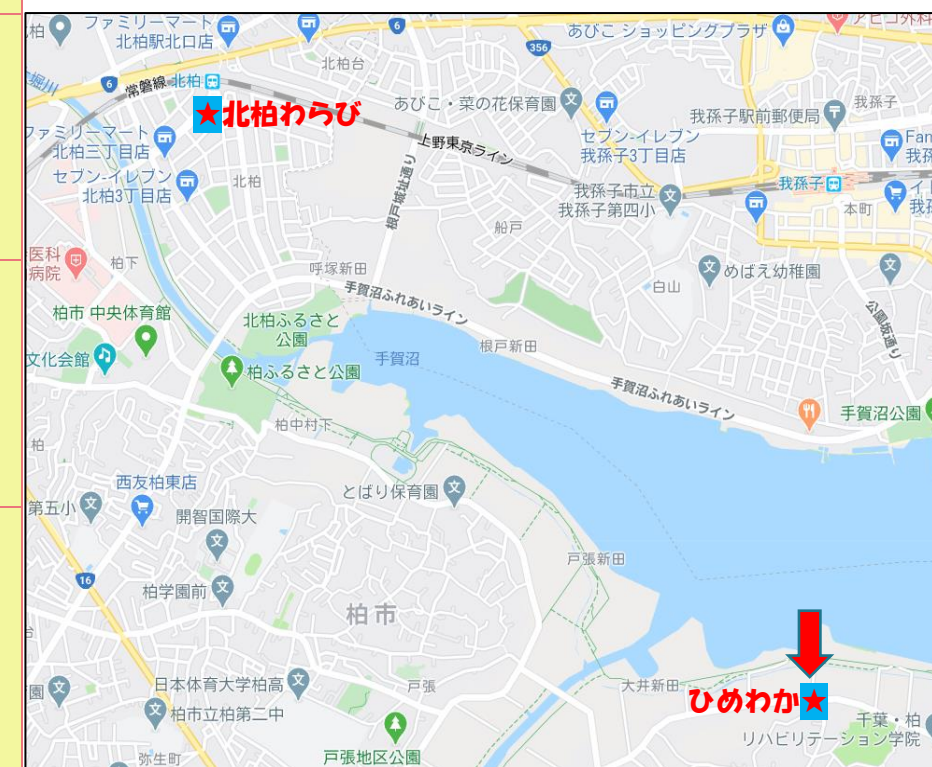 柏
ファミリーマート
北柏駅北口店
6
356
あびこ ショッピングプラザ
アビコ外科
北柏台
6
常磐線
北柏
★北柏わらび
あびこ・菜の花保育園
上野東京ライン
セブン-イレブン
我孫子3丁目店
我孫子駅前郵便局
我孫子
Fam
我孫
ファミリーマート
北柏三丁目店
セブン-イレブン
北柏3丁目店
北柏
根戸城址通り
我孫子市立
我孫子第四小
我孫子
イト
我孫
本町
船戸
医科
病院
柏下
呼塚新田
手賀沼ふれあいライン
白山
めばえ幼稚園
公園坂通り
柏市 中央体育館
北柏ふるさと
公園
文化会館
柏ふるさと公園
手賀沼
根戸新田
手賀沼ふれあいライン
手賀沼公園
柏中村下
柏
西友柏東店
第五小
開智国際大
とばり保育園
戸張新田
16
柏学園前
柏市
台
園
日本体育大学柏高
柏市立柏第二中
戸張
大井新田
ひめわか★
千葉・柏
リハビリテーション学院
弥生町
戸張地区公園